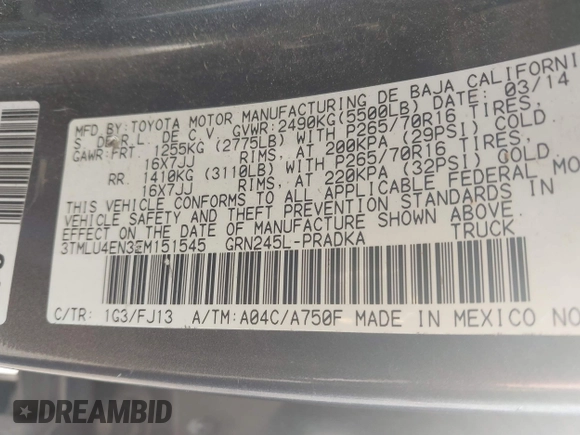 MFD. BY: TOYOTA MOTOR MANUFACTURING DE BAJA CALIFORNI
S. DE R.L. DE C.V. GVWR: 2490KG(5500LB) DATE: 03/14
GAWR: FRT. 1255KG (2775LB) WITH P265/70R16 TIRES,
16X7JJ RIMS, AT 200KPA (29PSI) COLD
RR. 1410KG (3110LB) WITH P265/70R16 TIRES,
16X7JJ RIMS, AT 220KPA (32PSI) COLD.
THIS VEHICLE CONFORMS TO ALL APPLICABLE FEDERAL MO
VEHICLE SAFETY AND THEFT PREVENTION STANDARDS IN
EFFECT ON THE DATE OF MANUFACTURE SHOWN ABOVE.
3TMLU4EN3EM151545 GRN245L-PRADKA TRUCK
C/TR: 1G3/FJ13 A/TM: A04C/A750F MADE IN MEXICO NO
DREAMBID